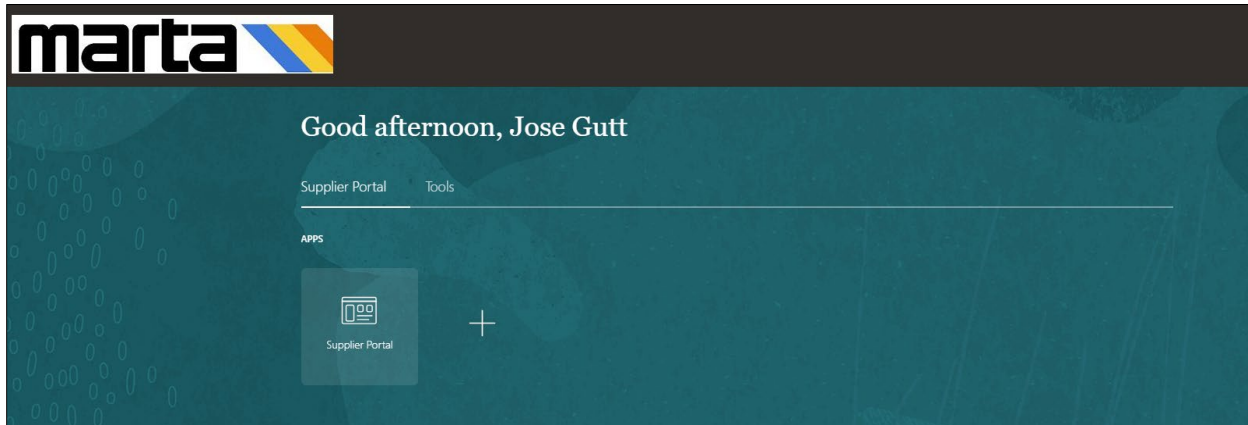 marta
Good afternoon, Jose Gutt
Supplier Portal Tools
APPS
Supplier Portal